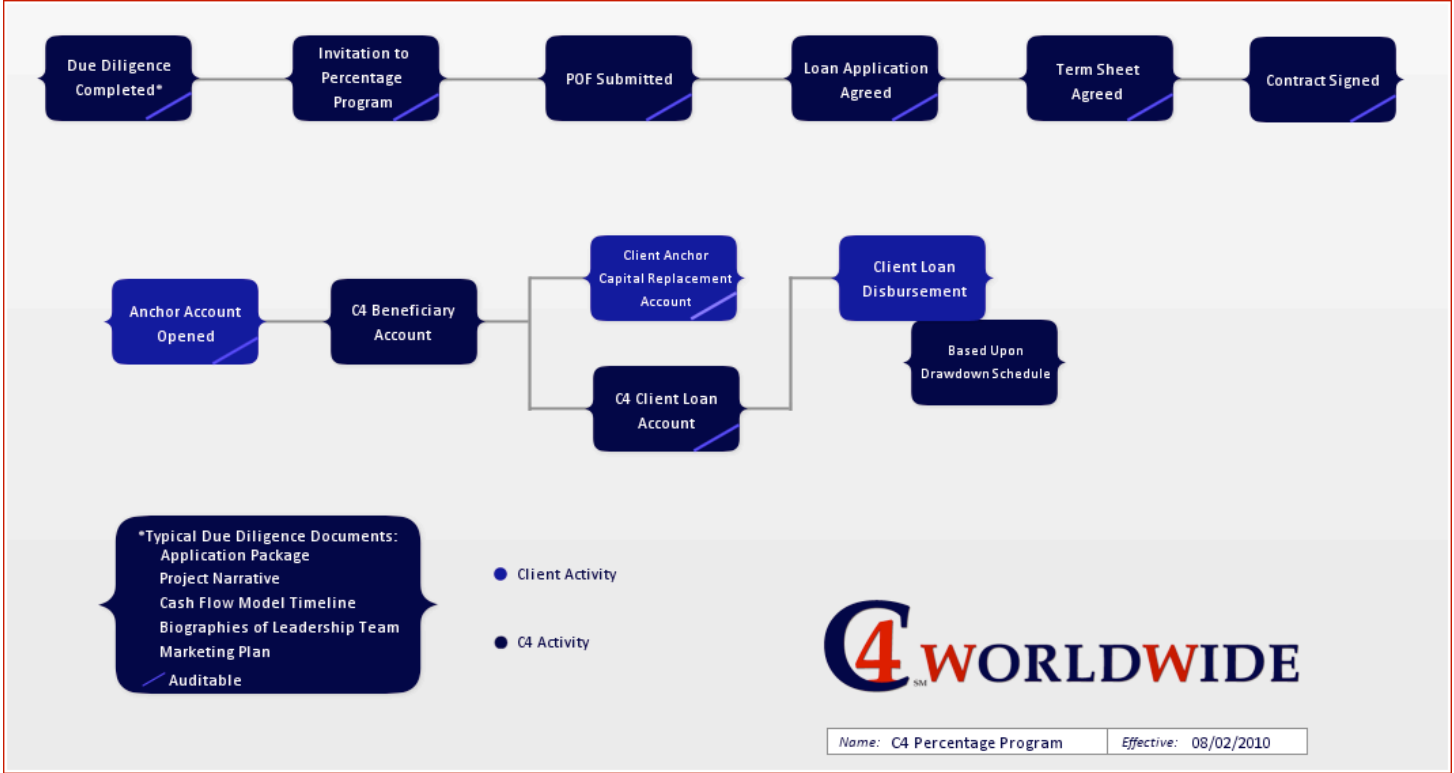 Due Diligence
Completed*
Invitation to
Percentage
Program
POF Submitted
Loan Application
Agreed
Term Sheet
Agreed
Contract Signed
Anchor Account
Opened
C4 Beneficiary
Account
Client Anchor
Capital Replacement
Account
C4 Client Loan
Account
Client Loan
Disbursement
Based Upon
Drawdown Schedule
*Typical Due Diligence Documents:
Application Package
Project Narrative
Cash Flow Model Timeline
Biographies of Leadership Team
Marketing Plan
Auditable
Client Activity
C4 Activity
C4 SM WORLDWIDE
Name: C4 Percentage Program Effective: 08/02/2010